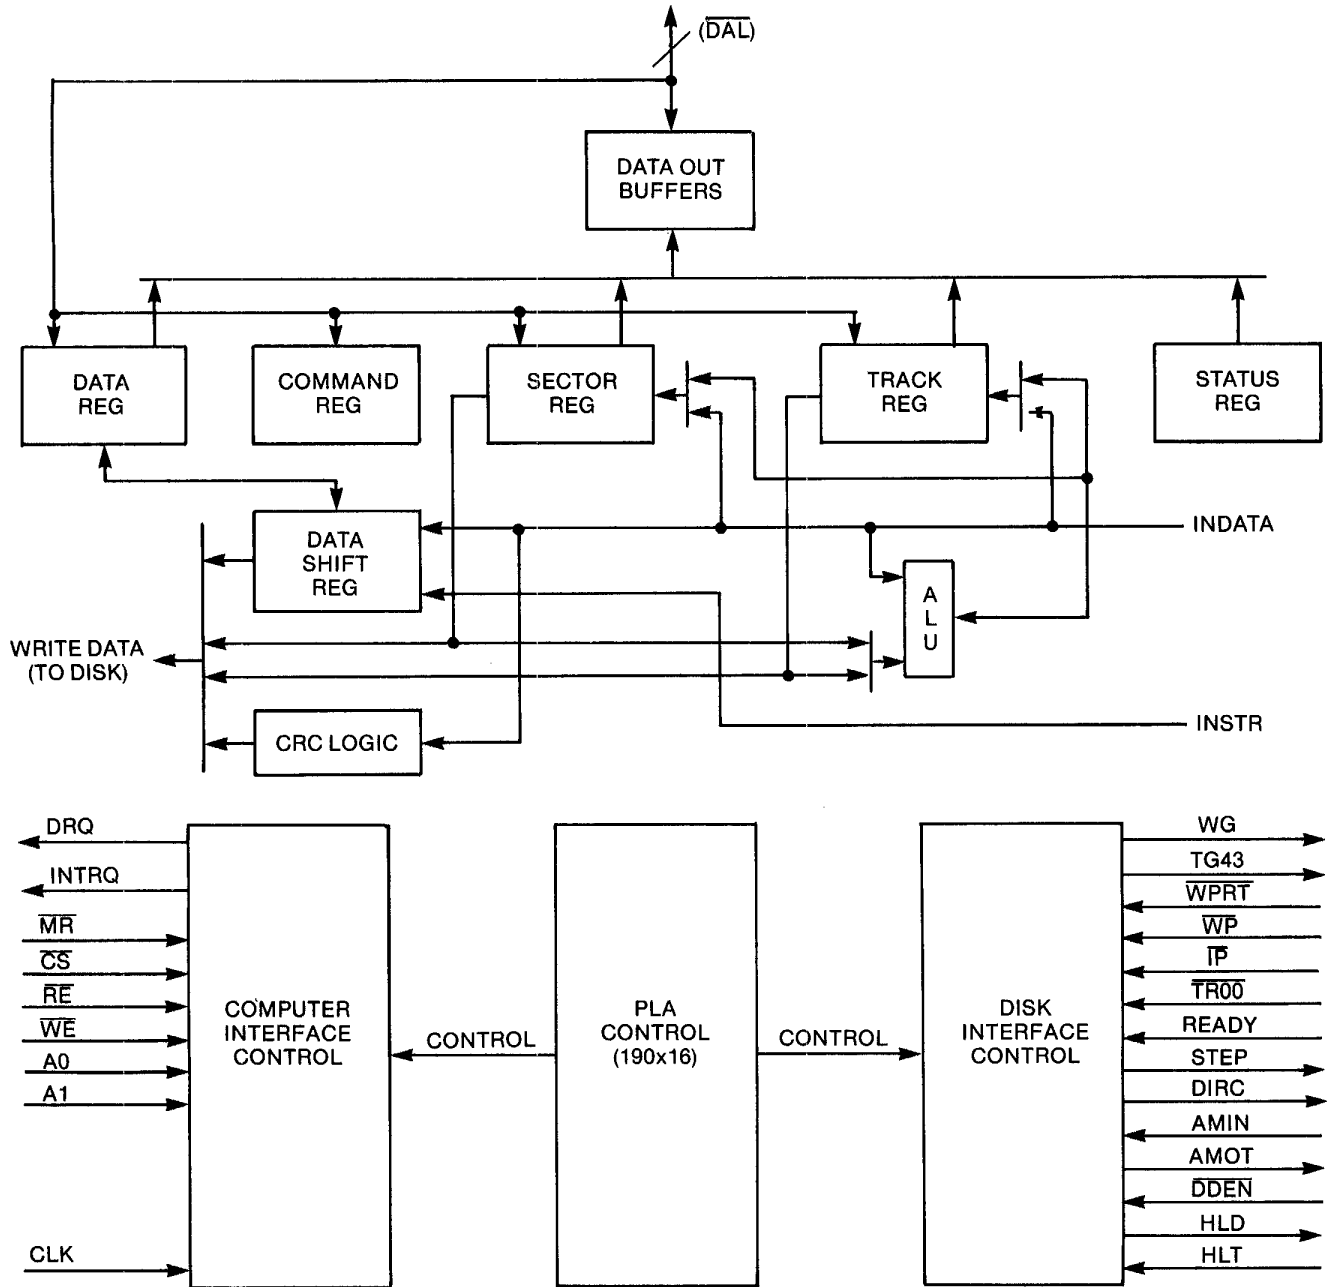 (DAL)
DATA OUT
BUFFERS
DATA
REG
COMMAND
REG
SECTOR
REG
TRACK
REG
STATUS
REG
DATA
SHIFT
REG
INDATA
A
L
U
WRITE DATA
(TO DISK)
CRC LOGIC
INSTR
DRQ
INTRQ
MR
CS
RE
WE
A0
A1
CLK
COMPUTER
INTERFACE
CONTROL
CONTROL
PLA
CONTROL
(190x16)
CONTROL
DISK
INTERFACE
CONTROL
WG
TG43
WPRT
WP
IP
TR00
READY
STEP
DIRC
AMIN
AMOT
DDEN
HLD
HLT